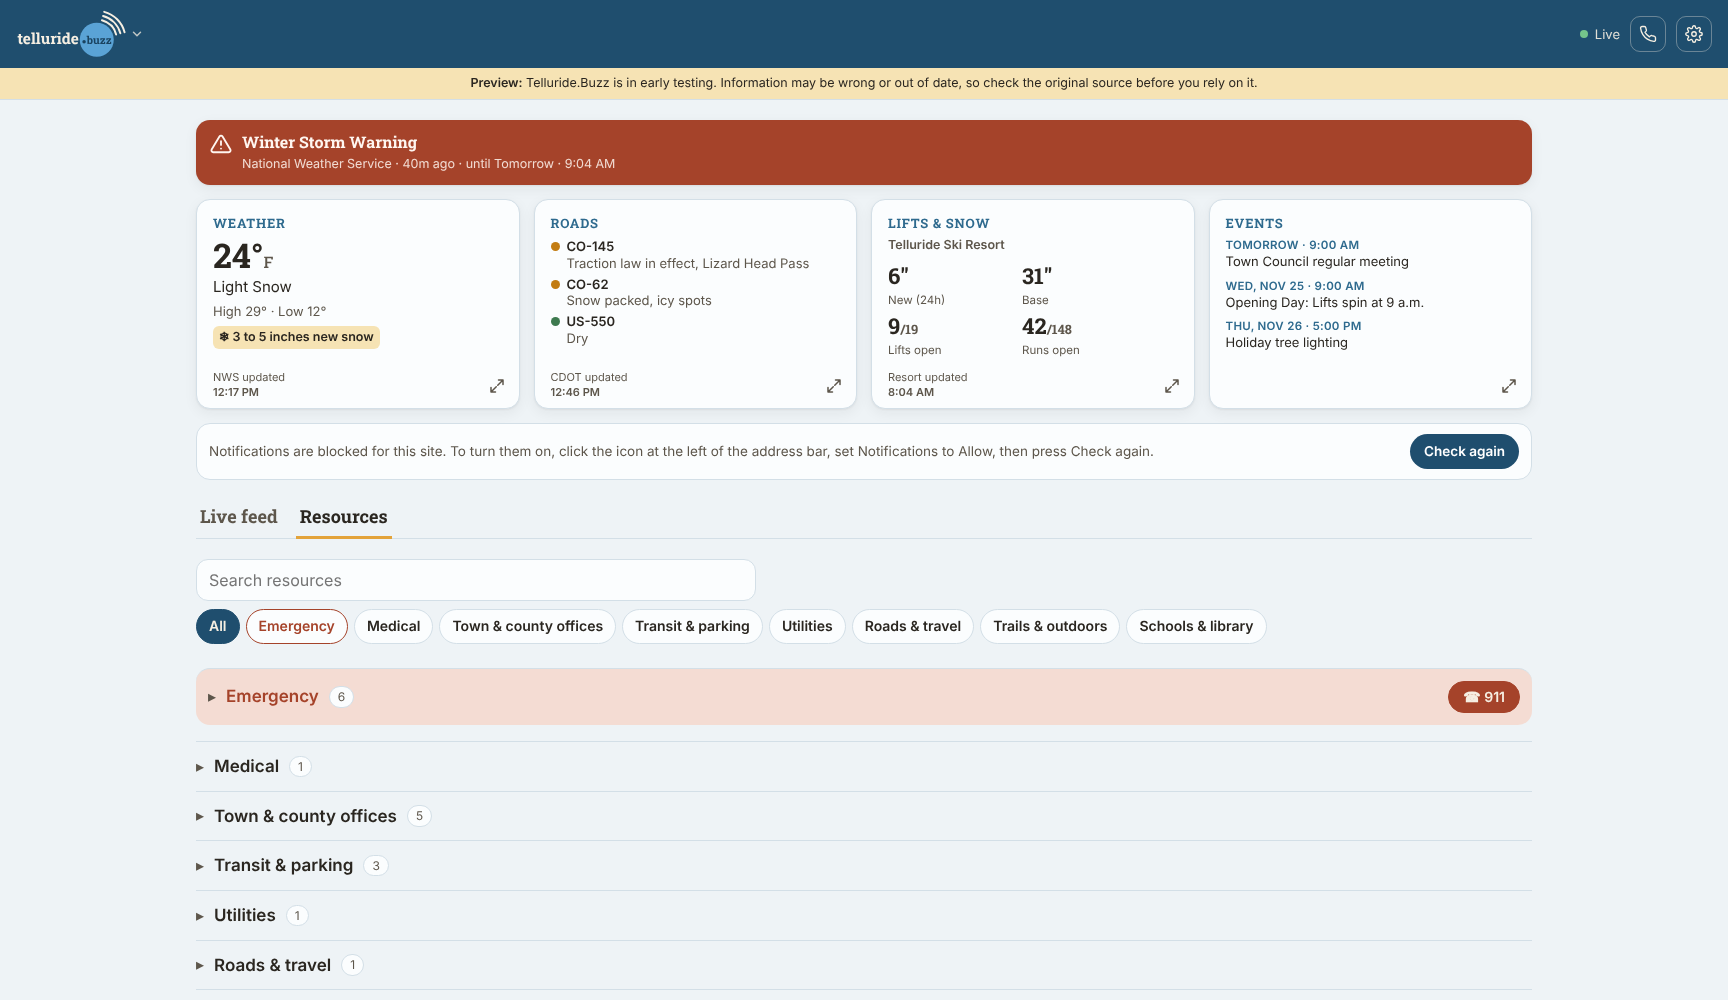 telluride.buzz
Live
Preview: Telluride.Buzz is in early testing. Information may be wrong or out of date, so check the original source before you rely on it.
Winter Storm Warning
National Weather Service · 40m ago · until Tomorrow · 9:04 AM
WEATHER
24°F
Light Snow
High 29° · Low 12°
❄ 3 to 5 inches new snow
NWS updated
12:17 PM
ROADS
CO-145
Traction law in effect, Lizard Head Pass
CO-62
Snow packed, icy spots
US-550
Dry
CDOT updated
12:46 PM
LIFTS & SNOW
Telluride Ski Resort
6"
New (24h)
31"
Base
9/19
Lifts open
42/148
Runs open
Resort updated
8:04 AM
EVENTS
TOMORROW · 9:00 AM
Town Council regular meeting
WED, NOV 25 · 9:00 AM
Opening Day: Lifts spin at 9 a.m.
THU, NOV 26 · 5:00 PM
Holiday tree lighting
Notifications are blocked for this site. To turn them on, click the icon at the left of the address bar, set Notifications to Allow, then press Check again.
Check again
Live feed
Resources
Search resources
All
Emergency
Medical
Town & county offices
Transit & parking
Utilities
Roads & travel
Trails & outdoors
Schools & library
▸ Emergency 6
☎ 911
▸ Medical 1
▸ Town & county offices 5
▸ Transit & parking 3
▸ Utilities 1
▸ Roads & travel 1